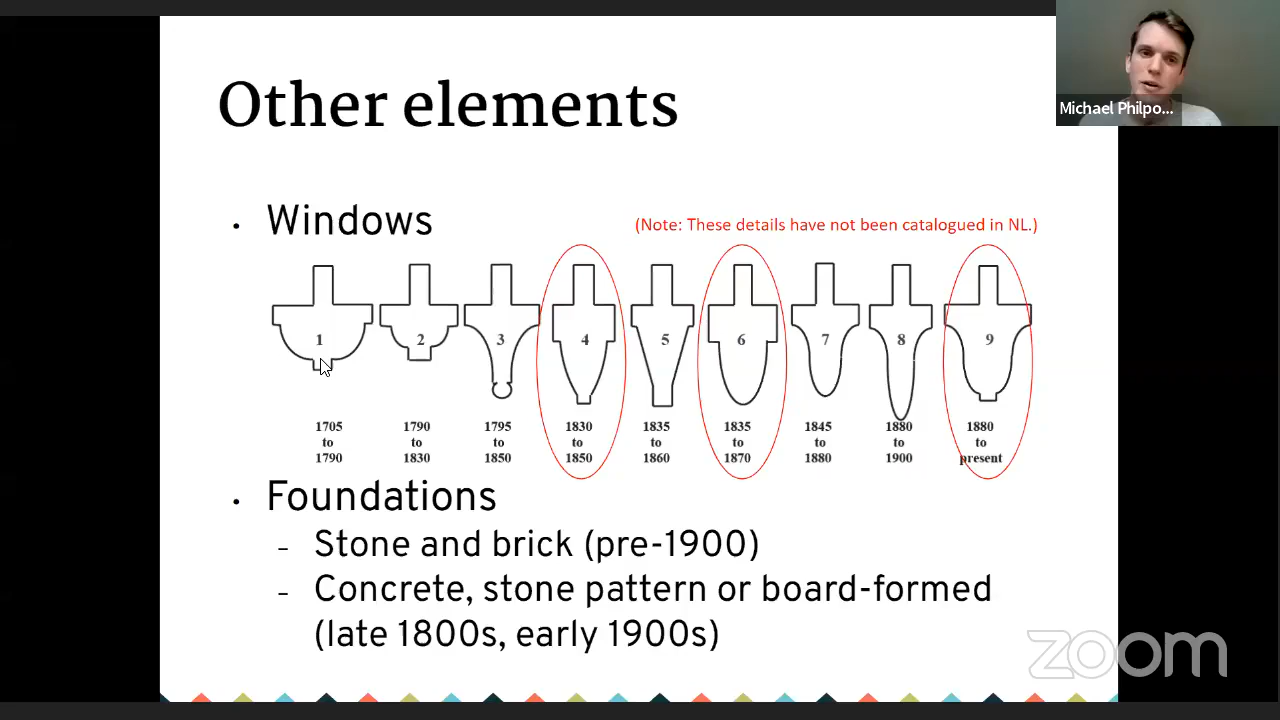 Other elements
Michael Philpo...
• Windows
(Note: These details have not been catalogued in NL.)
1 2 3 4 5 6 7 8 9
1705 1790 1795 1830 1835 1835 1845 1880 1880
to to to to to to to to to
1790 1830 1850 1850 1860 1870 1880 1900 present
• Foundations
– Stone and brick (pre-1900)
– Concrete, stone pattern or board-formed
(late 1800s, early 1900s)
zoom